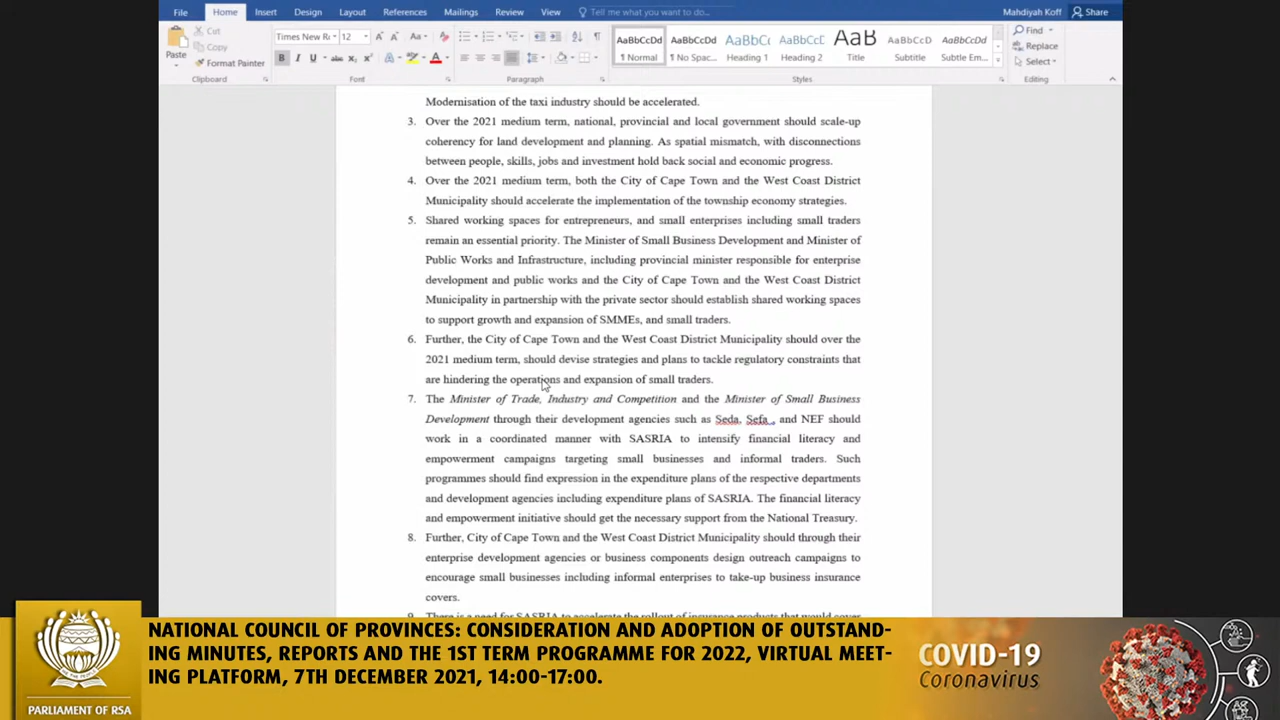 File Home Insert Design Layout References Mailings Review View Tell me what you want to do... Mahdiyah Koff Share
Cut
Copy
Paste
Format Painter
Times New Ro 12
AaBbCcDd AaBbCcDd AaBbCc AaBbCcDc AaB AaBbCcD AaBbCcDd
Normal No Spac... Heading 1 Heading 2 Title Subtitle Subtle Em...
Find
Replace
Select
Clipboard Font Paragraph Styles Editing
Modernisation of the taxi industry should be accelerated.
3. Over the 2021 medium term, national, provincial and local government should scale-up
coherency for land development and planning. As spatial mismatch, with disconnections
between people, skills, jobs and investment hold back social and economic progress.
4. Over the 2021 medium term, both the City of Cape Town and the West Coast District
Municipality should accelerate the implementation of the township economy strategies.
5. Shared working spaces for entrepreneurs, and small enterprises including small traders
remain an essential priority. The Minister of Small Business Development and Minister of
Public Works and Infrastructure, including provincial minister responsible for enterprise
development and public works and the City of Cape Town and the West Coast District
Municipality in partnership with the private sector should establish shared working spaces
to support growth and expansion of SMMEs, and small traders.
6. Further, the City of Cape Town and the West Coast District Municipality should over the
2021 medium term, should devise strategies and plans to tackle regulatory constraints that
are hindering the operations and expansion of small traders.
7. The Minister of Trade, Industry and Competition and the Minister of Small Business
Development through their development agencies such as Seda, Sefa , and NEF should
work in a coordinated manner with SASRIA to intensify financial literacy and
empowerment campaigns targeting small businesses and informal traders. Such
programmes should find expression in the expenditure plans of the respective departments
and development agencies including expenditure plans of SASRIA. The financial literacy
and empowerment initiative should get the necessary support from the National Treasury.
8. Further, City of Cape Town and the West Coast District Municipality should through their
enterprise development agencies or business components design outreach campaigns to
encourage small businesses including informal enterprises to take-up business insurance
covers.
9. There is a need for SASRIA to accelerate the rollout of insurance products that would cover
NATIONAL COUNCIL OF PROVINCES: CONSIDERATION AND ADOPTION OF OUTSTAND-
ING MINUTES, REPORTS AND THE 1ST TERM PROGRAMME FOR 2022, VIRTUAL MEET-
ING PLATFORM, 7TH DECEMBER 2021, 14:00-17:00.
PARLIAMENT OF RSA
COVID-19
Coronavirus